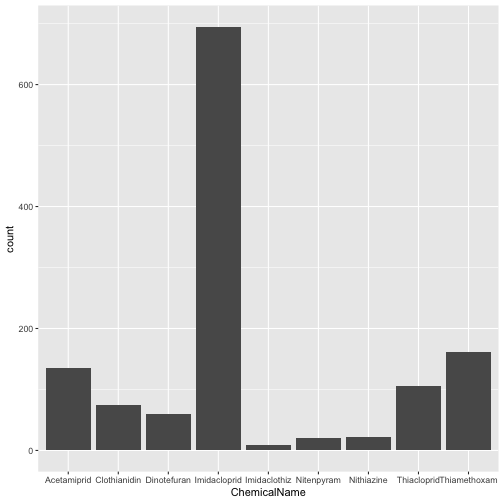 600
400
200
0
count
Acetamiprid Clothianidin Dinotefuran Imidacloprid Imidaclothiz Nitenpyram Nithiazine Thiacloprid Thiamethoxam
ChemicalName